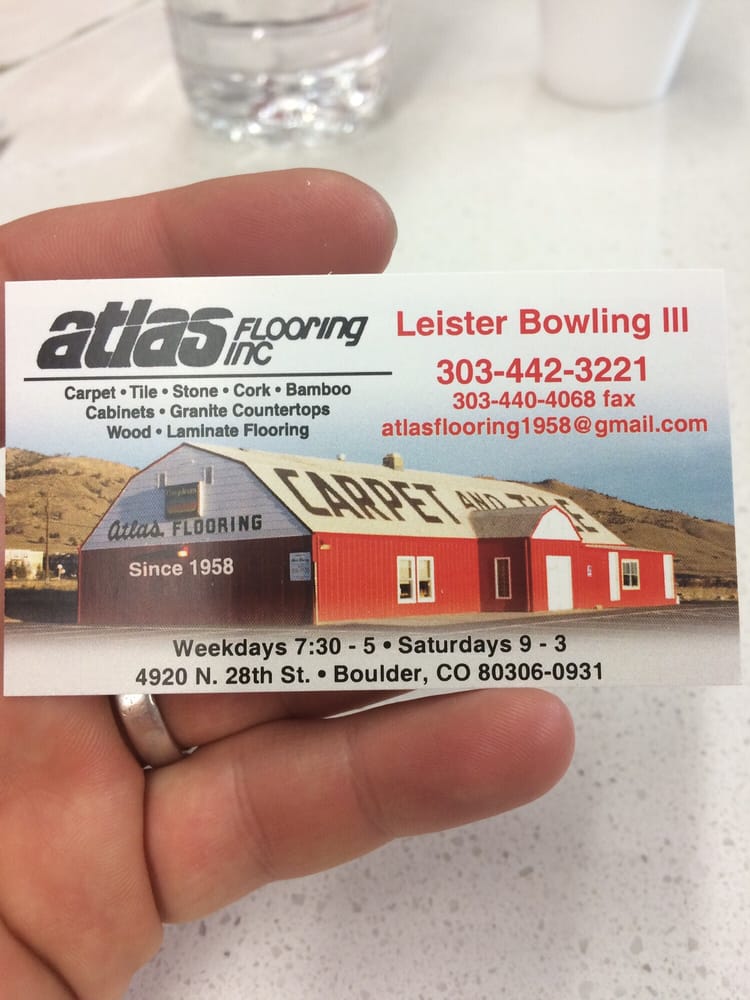 atlas FLOORING INC
Carpet • Tile • Stone • Cork • Bamboo
Cabinets • Granite Countertops
Wood • Laminate Flooring
Leister Bowling III
303-442-3221
303-440-4068 fax
atlasflooring1958@gmail.com
CARPET AND TILE
Atlas FLOORING
Since 1958
Weekdays 7:30 - 5 • Saturdays 9 - 3
4920 N. 28th St. • Boulder, CO 80306-0931